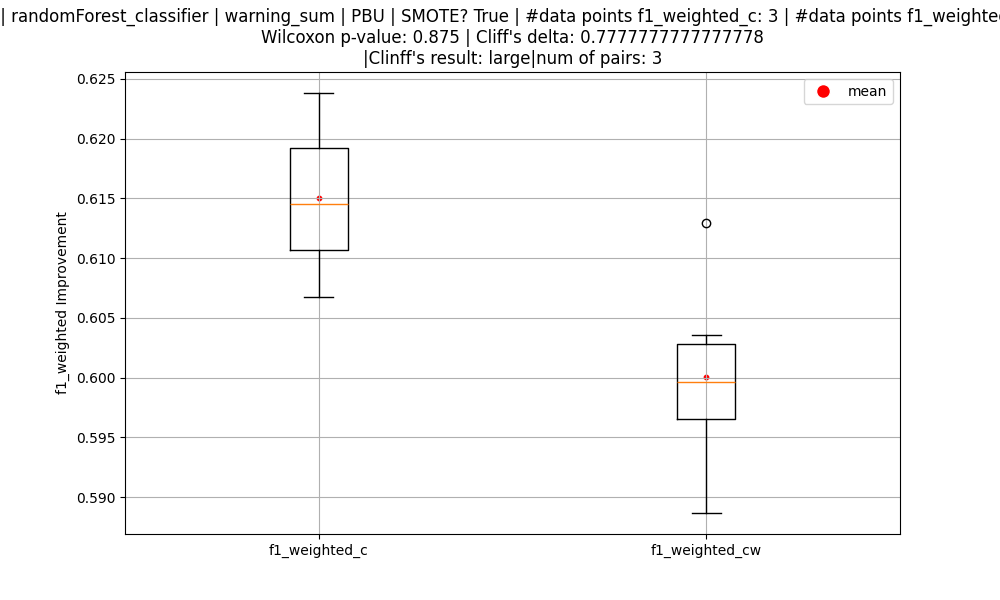 | randomForest_classifier | warning_sum | PBU | SMOTE? True | #data points f1_weighted_c: 3 | #data points
Wilcoxon p-value: 0.875 | Cliff's delta: 0.7777777777777778
|Clinff's result: large|num of pairs: 3
0.625
mean
0.620
0.615
0.610
0.605
0.600
0.595
0.590
f1_weighted Improvement
f1_weighted_c
f1_weighted_cw